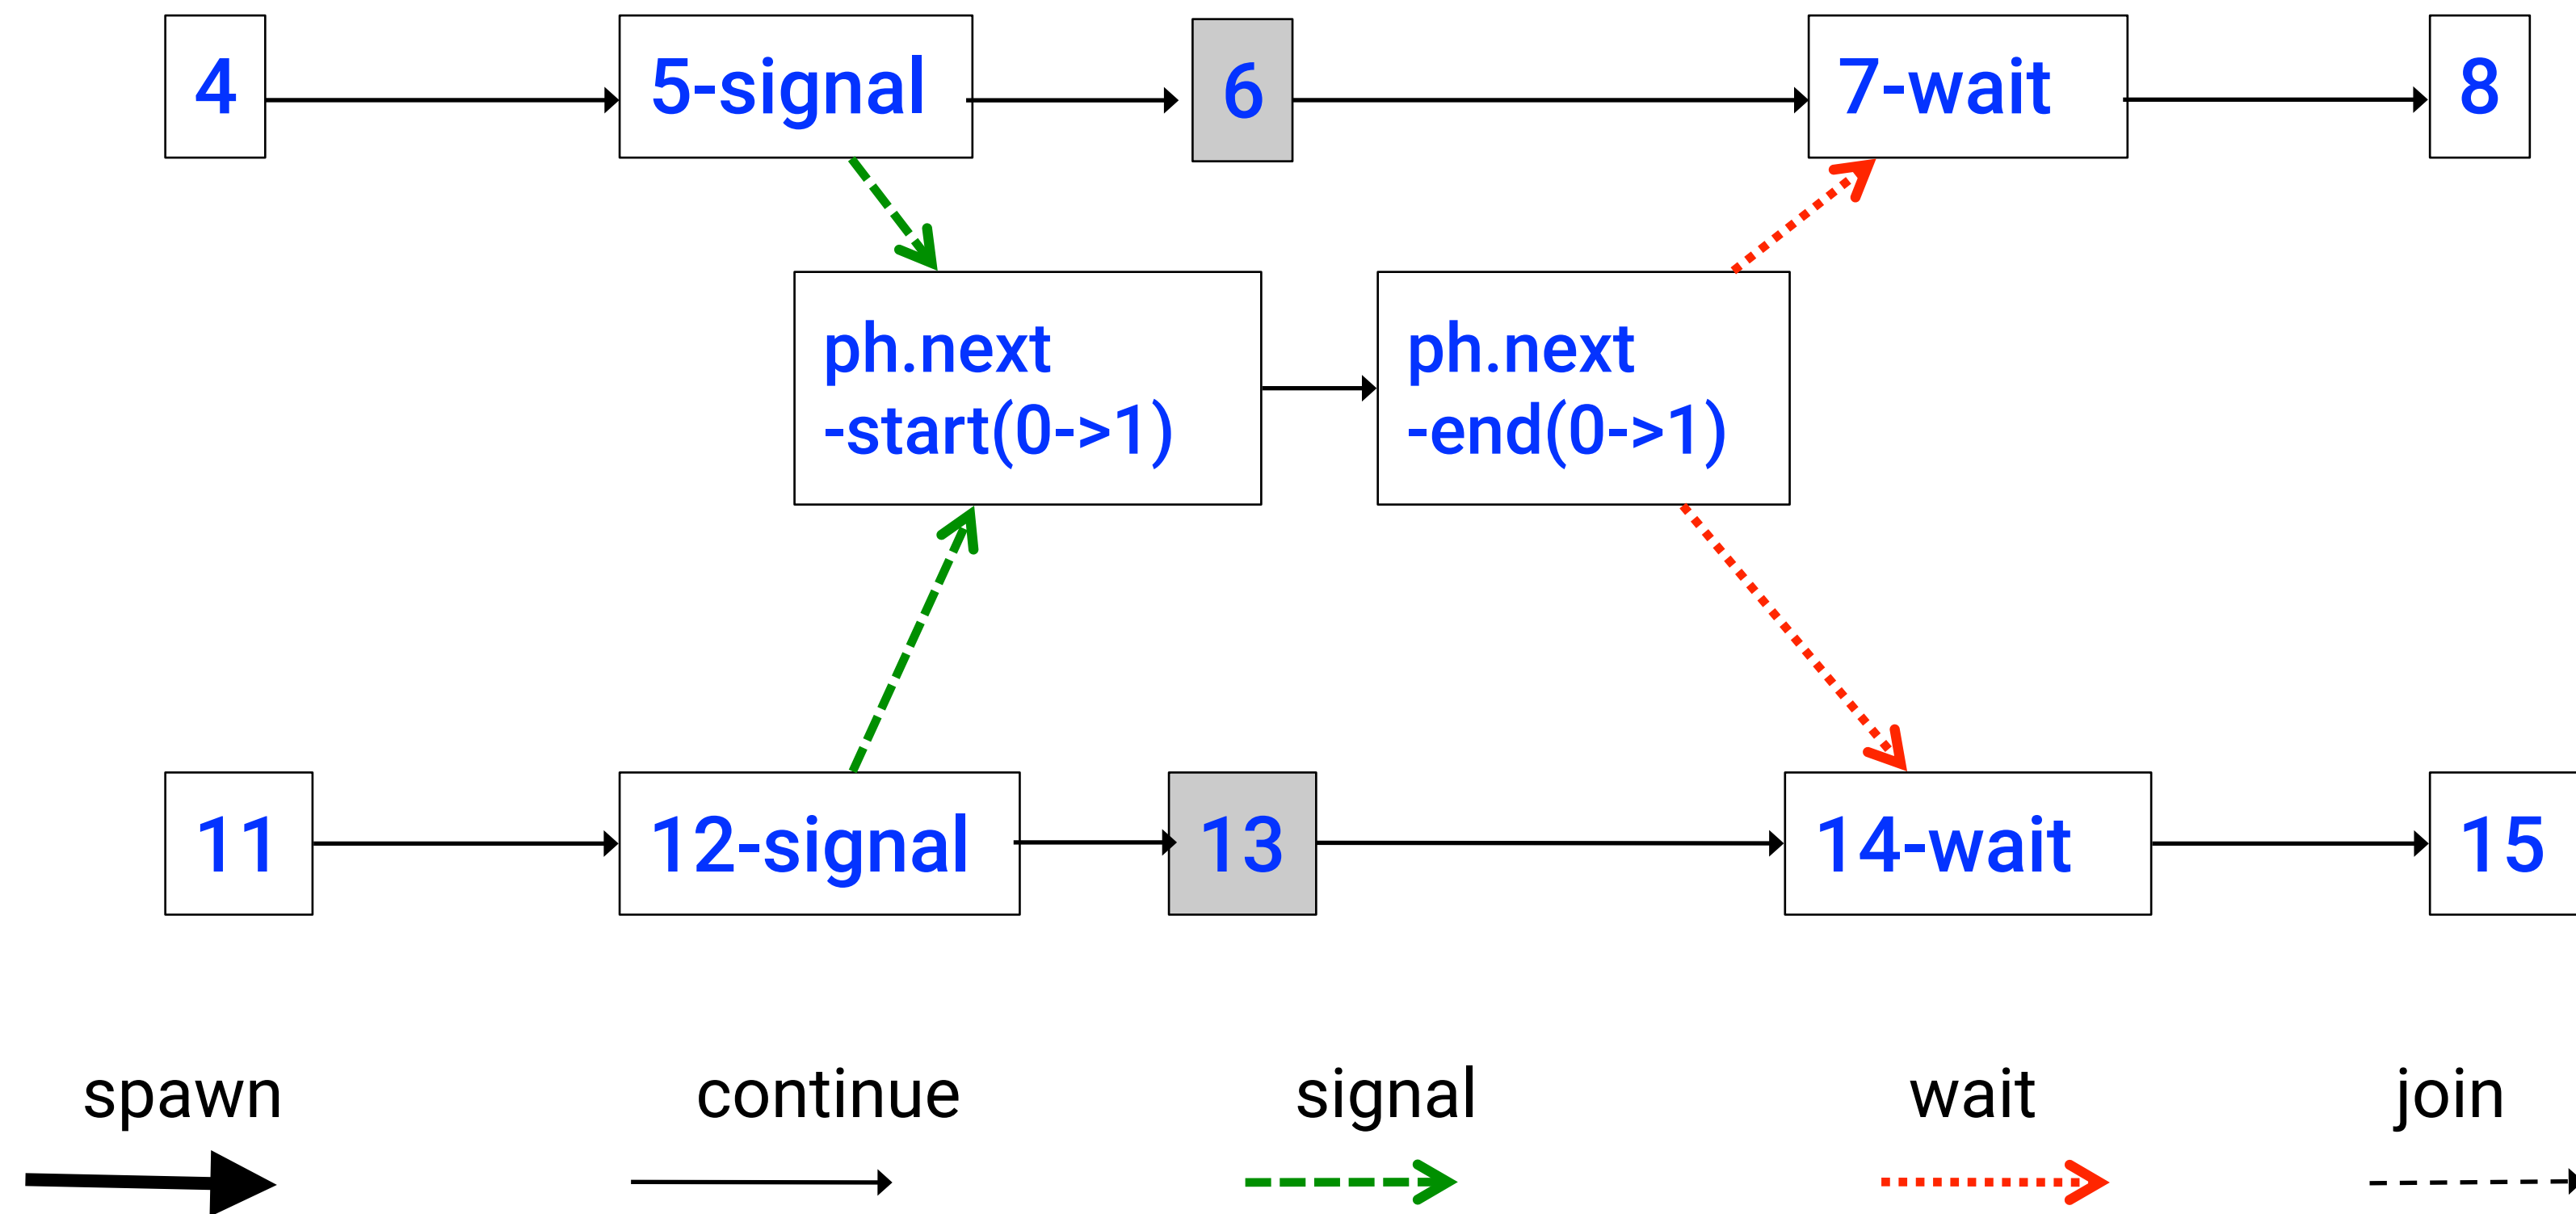 4
5-signal
6
7-wait
8
ph.next
-start(0->1)
ph.next
-end(0->1)
11
12-signal
13
14-wait
15
spawn
continue
signal
wait
join